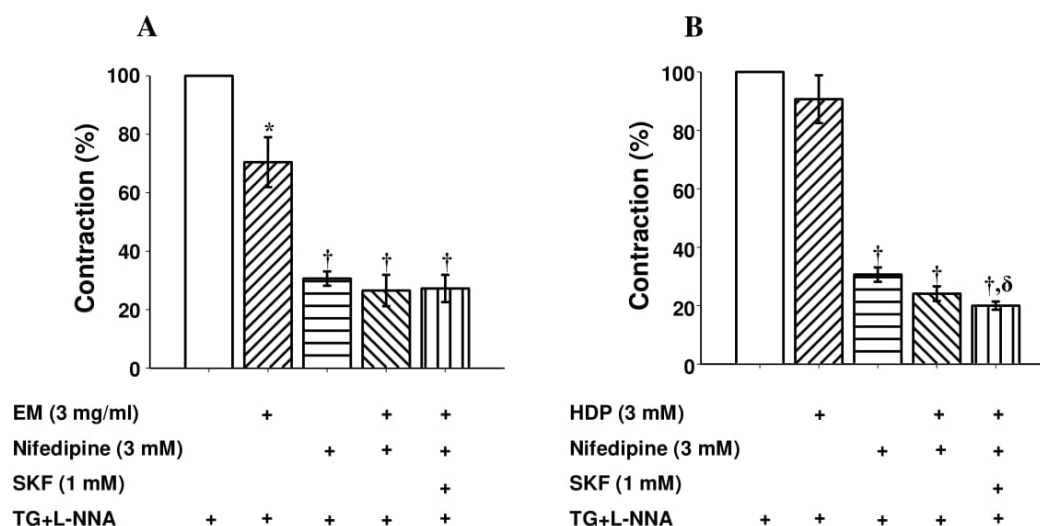 A
B
Contraction (%)
100
80
60
40
20
0
*
†
†
†
Contraction (%)
100
80
60
40
20
0
†
†
†,δ
EM (3 mg/ml) + + +
Nifedipine (3 mM) + + +
SKF (1 mM) +
TG+L-NNA + + + + +
HDP (3 mM) + + +
Nifedipine (3 mM) + + +
SKF (1 mM) +
TG+L-NNA + + + + +